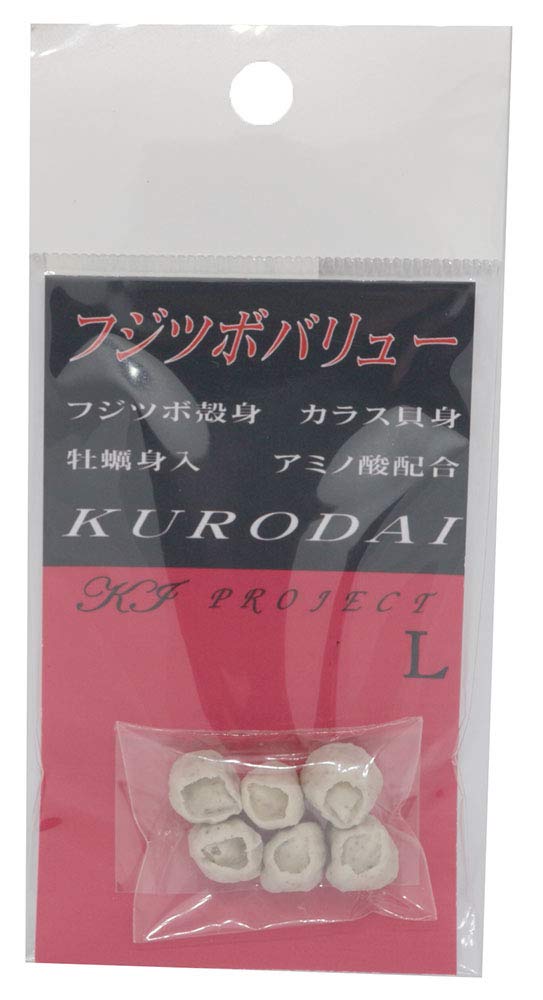 フジツボバリュー
フジツボ殻身 カラス貝身
牡蠣身入 アミノ酸配合
KURODAI
KJ PROJECT
L